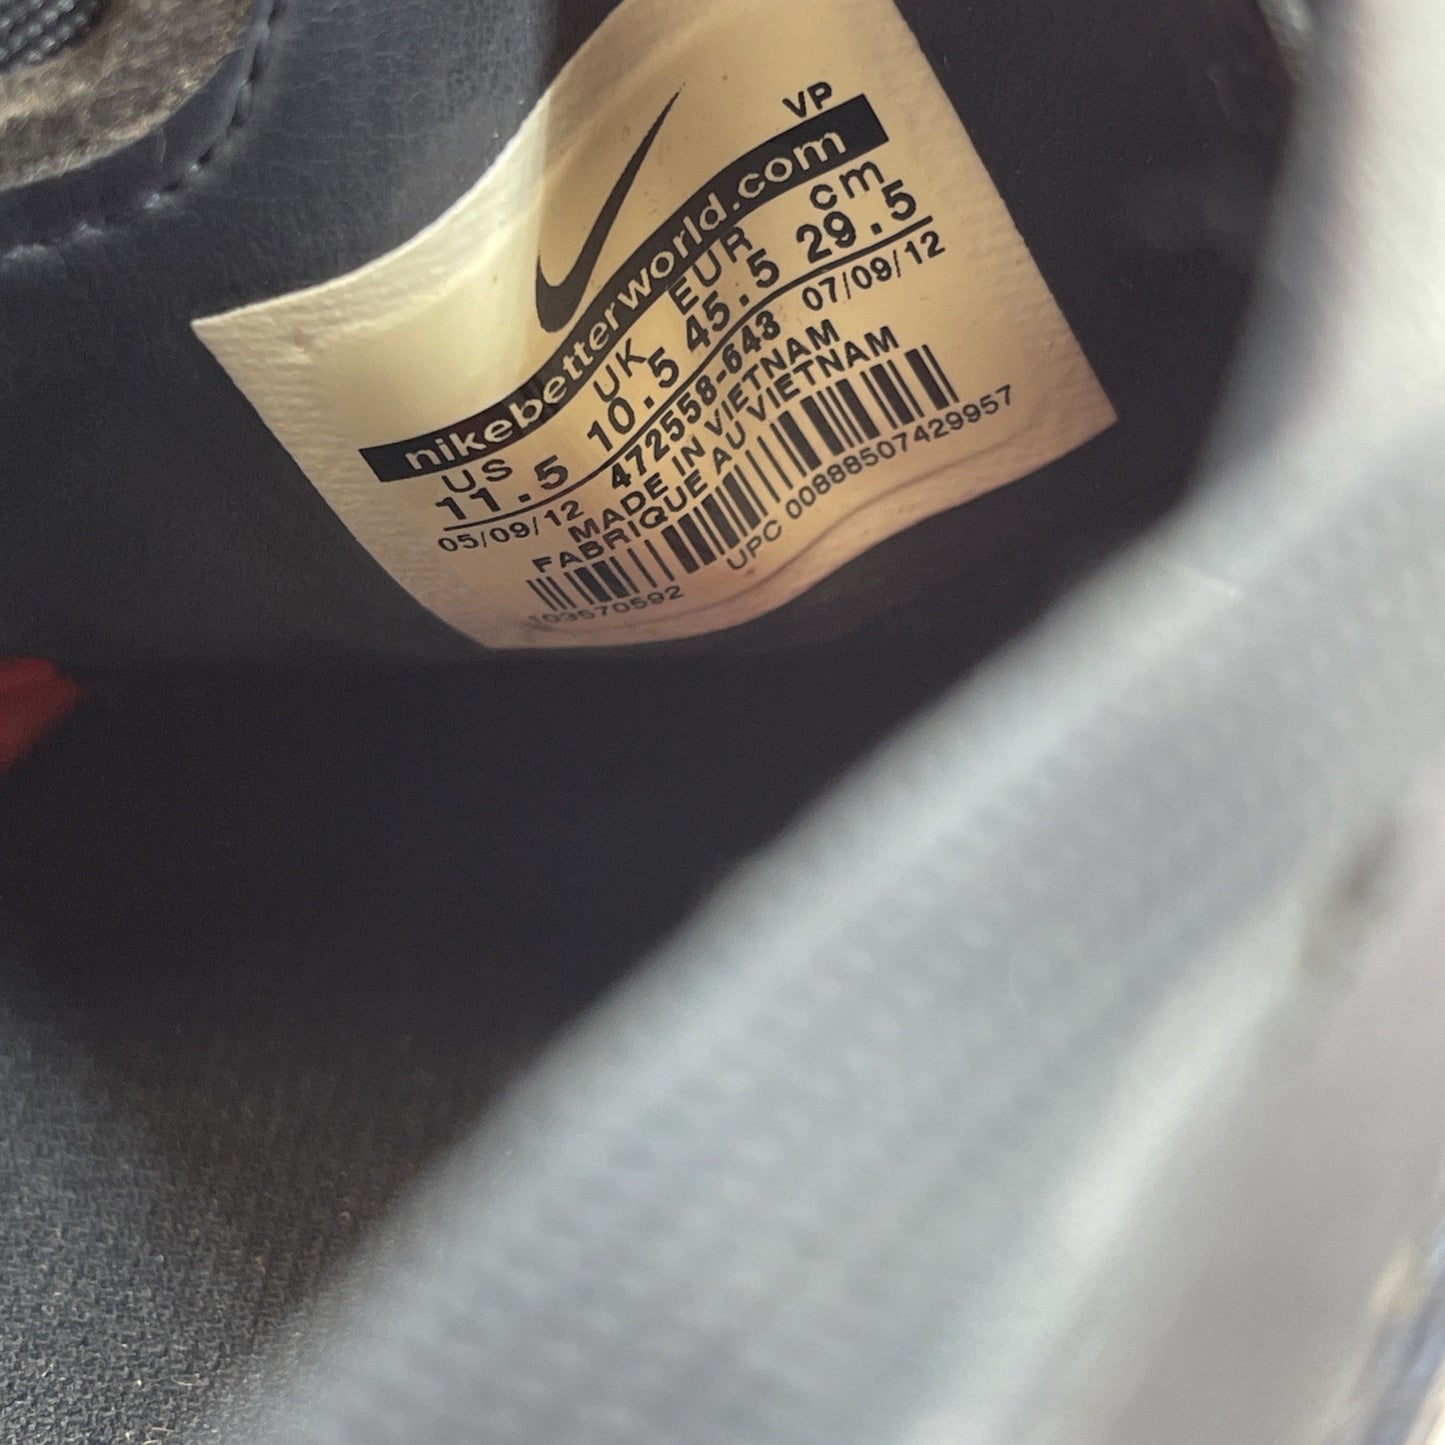 VP
nikebetterworld.com
US UK EUR cm
11.5 10.5 45.5 29.5
05/09/12 472558-643 07/09/12
MADE IN VIETNAM
FABRIQUE AU VIETNAM
103570592 UPC 00888507429957